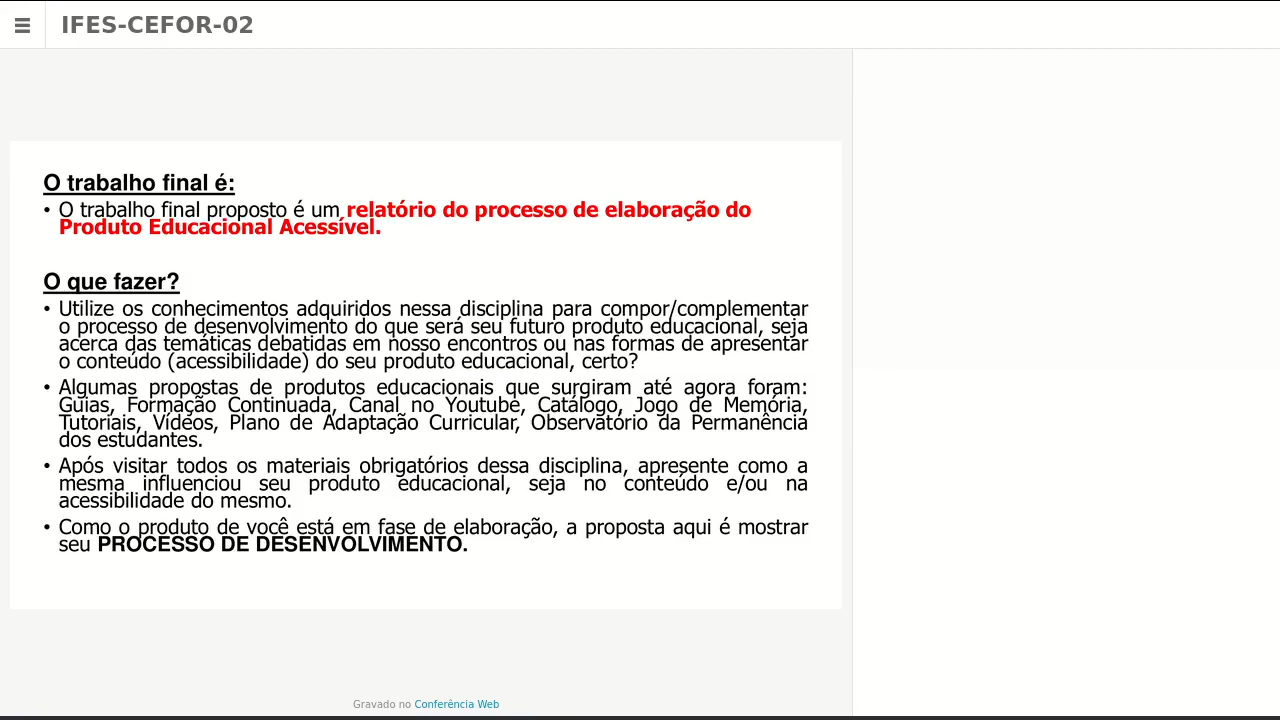 IFES-CEFOR-02
O trabalho final é:
• O trabalho final proposto é um relatório do processo de elaboração do
Produto Educacional Acessível.
O que fazer?
• Utilize os conhecimentos adquiridos nessa disciplina para compor/complementar
o processo de desenvolvimento do que será seu futuro produto educacional, seja
acerca das temáticas debatidas em nosso encontros ou nas formas de apresentar
o conteúdo (acessibilidade) do seu produto educacional, certo?
• Algumas propostas de produtos educacionais que surgiram até agora foram:
Guias, Formação Continuada, Canal no Youtube, Catálogo, Jogo de Memória,
Tutoriais, Vídeos, Plano de Adaptação Curricular, Observatório da Permanência
dos estudantes.
• Após visitar todos os materiais obrigatórios dessa disciplina, apresente como a
mesma influenciou seu produto educacional, seja no conteúdo e/ou na
acessibilidade do mesmo.
• Como o produto de você está em fase de elaboração, a proposta aqui é mostrar
seu PROCESSO DE DESENVOLVIMENTO.
Gravado no Conferência Web